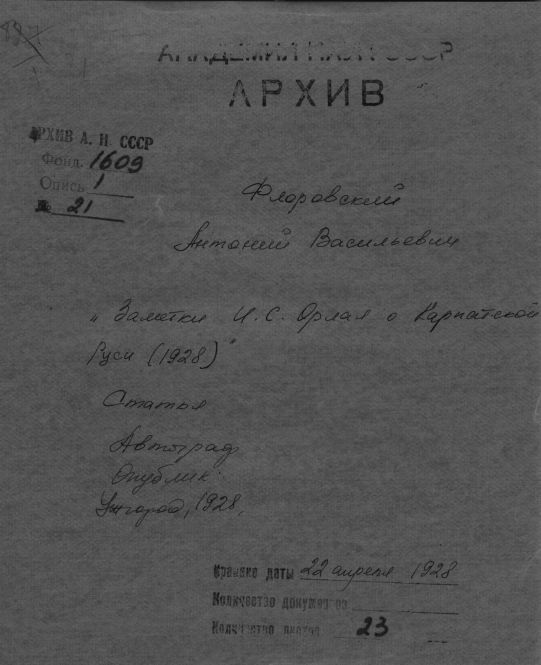 АКАДЕМИЯ НАУК СССР
АРХИВ
АРХИВ А. Н. СССР
Фонд. 1609
Опись 1
№ 21
Флоровский
Антоний Васильевич
„Заметки И. С. Орлая о Карпатской
Руси (1928)"
Статья
Автограф
Опублик.
Ужгород, 1928.
Крайние даты 22 апреля 1928
Количество документов
Количество листов 23